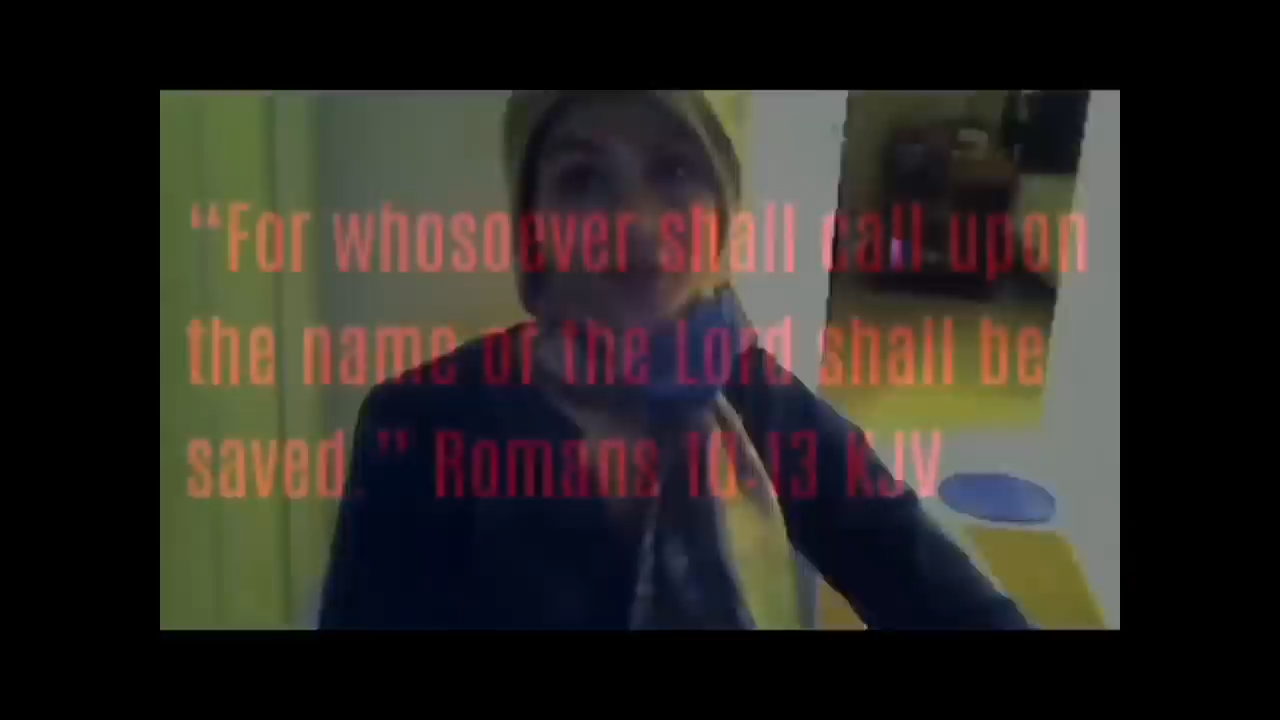 “For whosoever shall call upon
the name of the Lord shall be
saved.” Romans 10:13 KJV